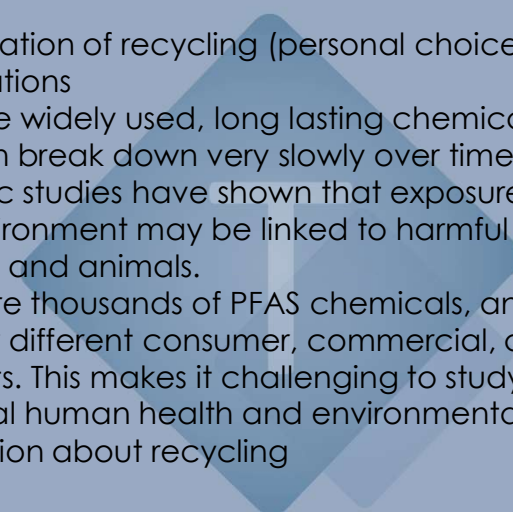 ation of recycling (personal choice
ations
e widely used, long lasting chemica
n break down very slowly over time
c studies have shown that exposure
ironment may be linked to harmful
and animals.
re thousands of PFAS chemicals, an
different consumer, commercial, a
s. This makes it challenging to study
al human health and environmenta
ion about recycling
T